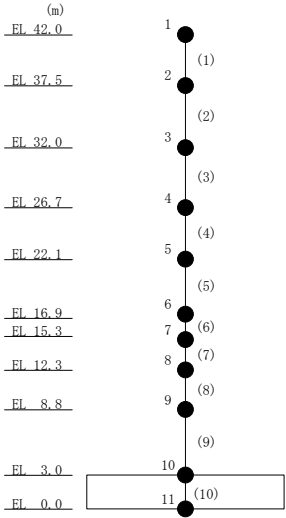 (m)
EL 42.0
1
(1)
EL 37.5
2
(2)
EL 32.0
3
(3)
EL 26.7
4
(4)
EL 22.1
5
(5)
EL 16.9
6
(6)
EL 15.3
7
(7)
EL 12.3
8
(8)
EL 8.8
9
(9)
EL 3.0
10
(10)
EL 0.0
11